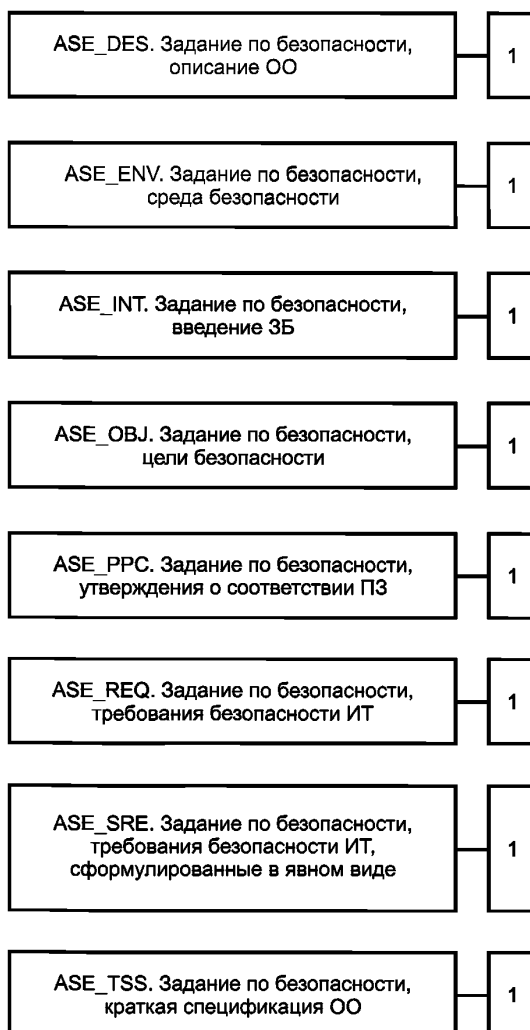 ASE_DES. Задание по безопасности,
описание ОО
1
ASE_ENV. Задание по безопасности,
среда безопасности
1
ASE_INT. Задание по безопасности,
введение ЗБ
1
ASE_OBJ. Задание по безопасности,
цели безопасности
1
ASE_PPC. Задание по безопасности,
утверждения о соответствии ПЗ
1
ASE_REQ. Задание по безопасности,
требования безопасности ИТ
1
ASE_SRE. Задание по безопасности,
требования безопасности ИТ,
сформулированные в явном виде
1
ASE_TSS. Задание по безопасности,
краткая спецификация ОО
1